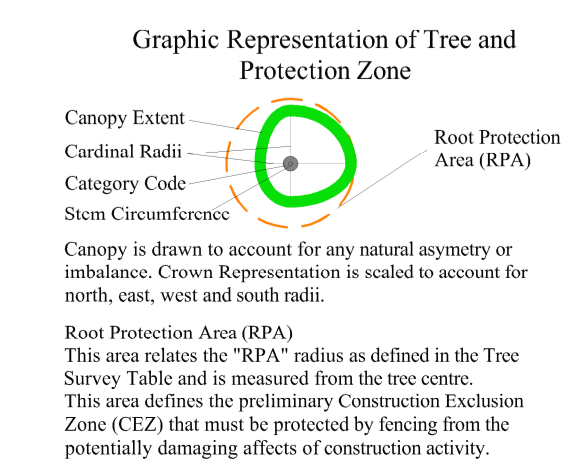 Graphic Representation of Tree and
Protection Zone
Canopy Extent
Cardinal Radii
Category Code
Stem Circumference
Root Protection
Area (RPA)
Canopy is drawn to account for any natural asymetry or
imbalance. Crown Representation is scaled to account for
north, east, west and south radii.
Root Protection Area (RPA)
This area relates the "RPA" radius as defined in the Tree
Survey Table and is measured from the tree centre.
This area defines the preliminary Construction Exclusion
Zone (CEZ) that must be protected by fencing from the
potentially damaging affects of construction activity.